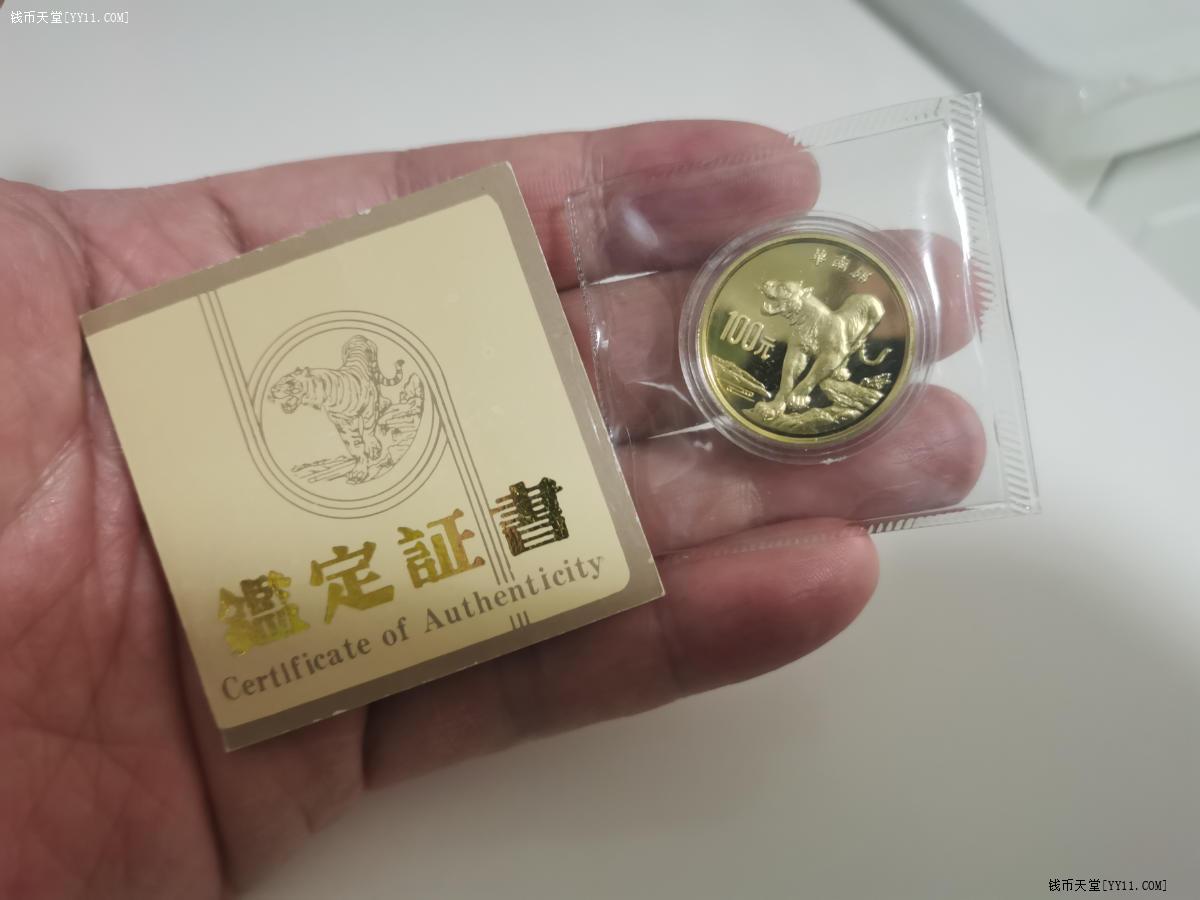 钱币天堂[YY11.COM]
華南虎
100元
鑑定証書
Certificate of Authenticity
钱币天堂[YY11.COM]